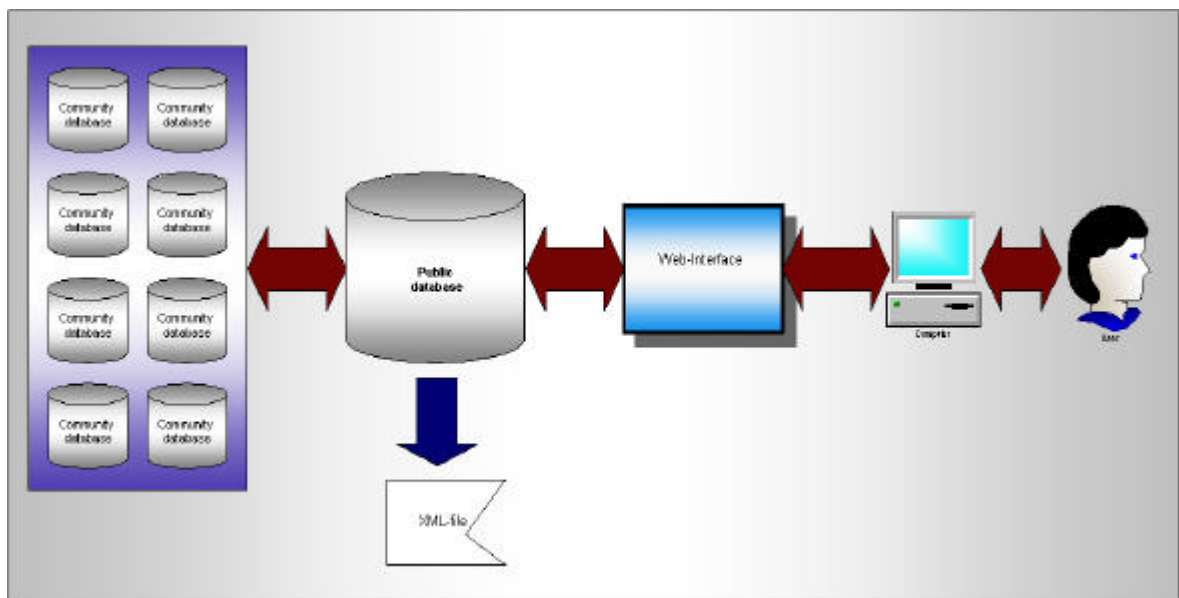 Community
database
Community
database
Community
database
Community
database
Community
database
Community
database
Community
database
Community
database
Public
database
Web-Interface
Computer
User
XML-file